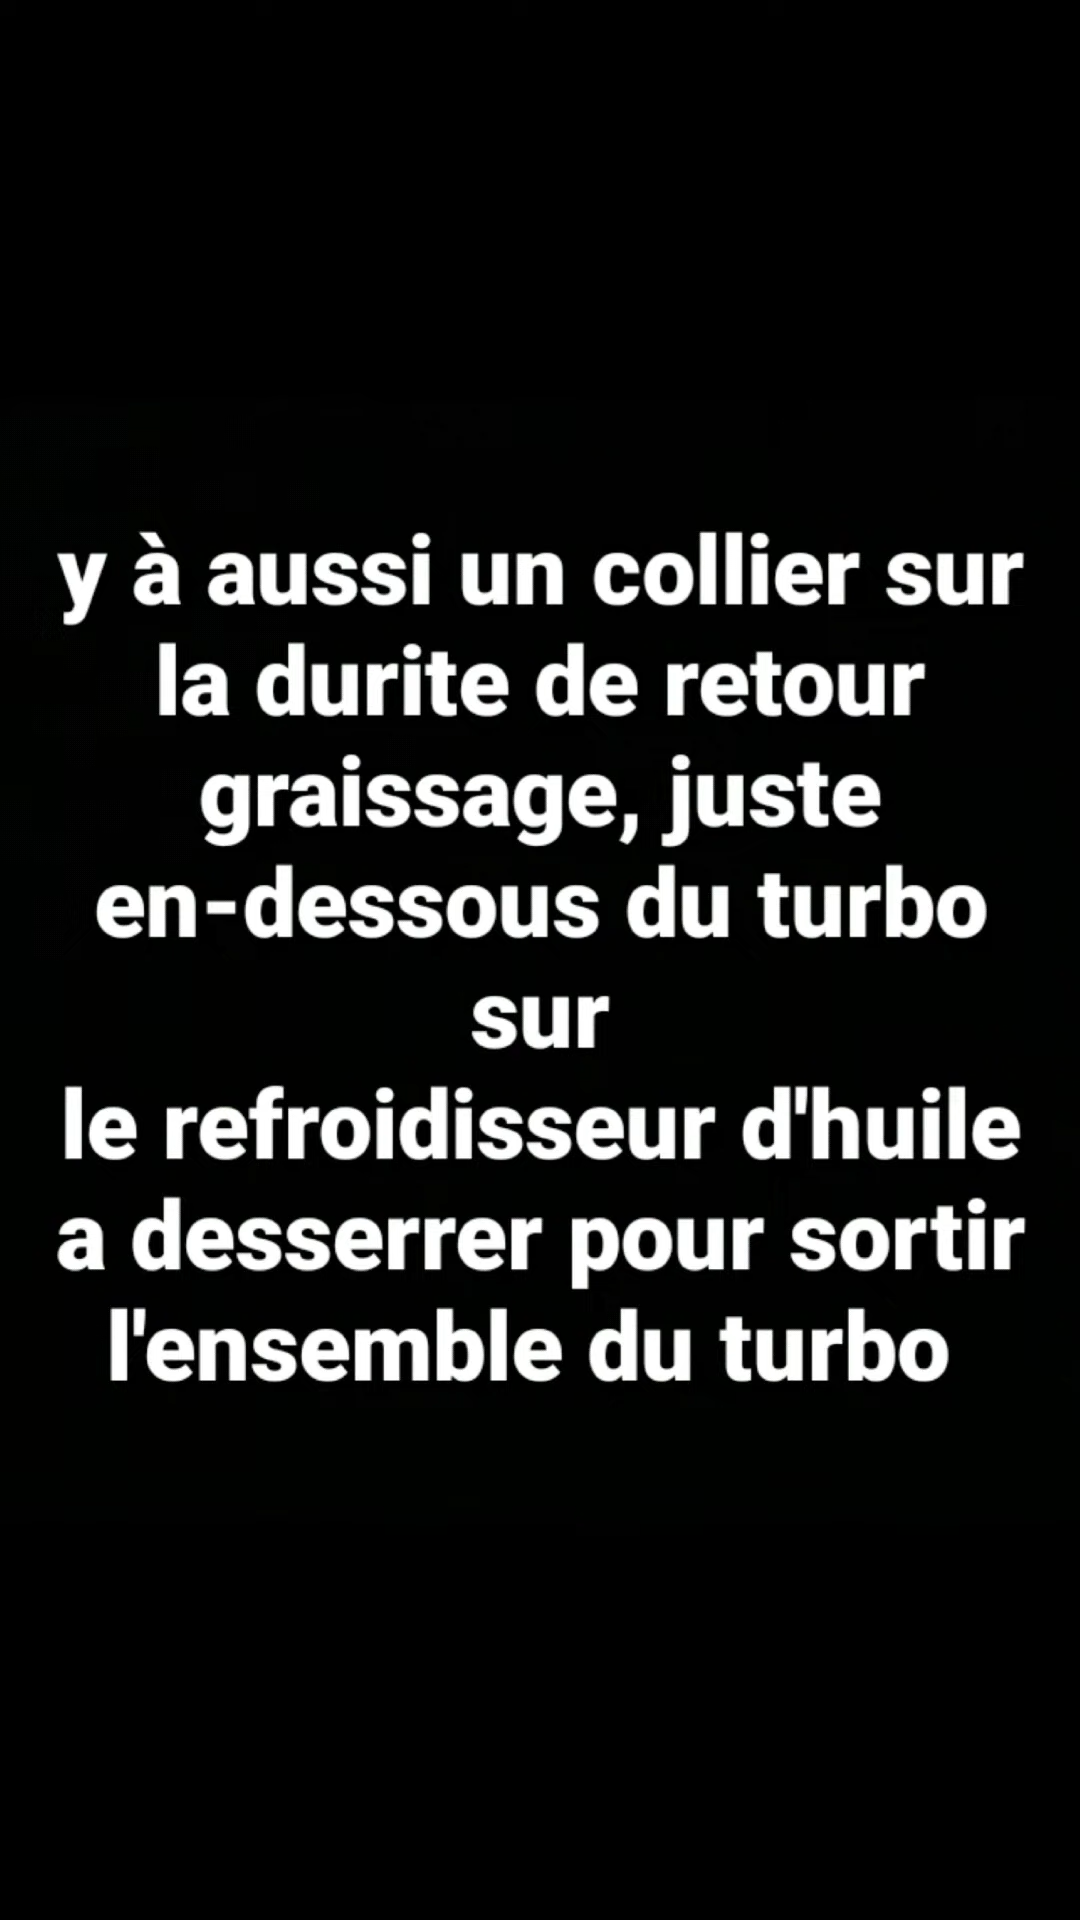 y à aussi un collier sur
la durite de retour
graissage, juste
en-dessous du turbo
sur
le refroidisseur d'huile
a desserrer pour sortir
l'ensemble du turbo